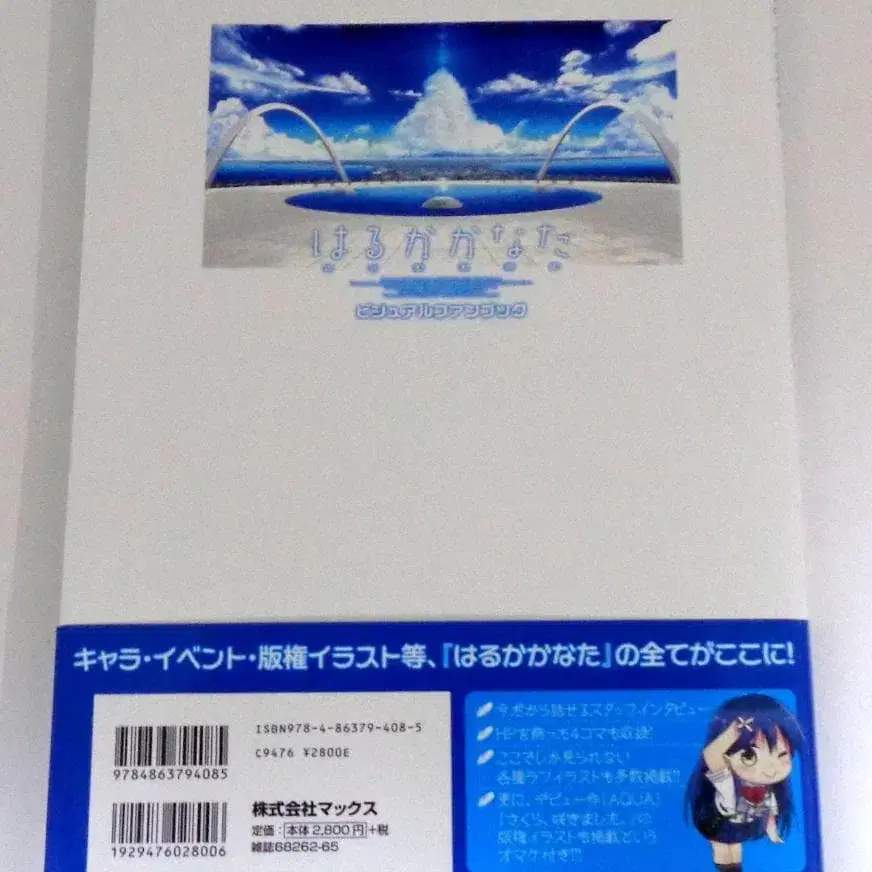 はるかかなた
ビジュアルファンブック
キャラ・イベント・版権イラスト等、『はるかかなた』の全てがここに!
ISBN978-4-86379-408-5
C9476 ¥2800E
9784863794085
株式会社マックス
定価:本体2,800円+税
雑誌68262-65
1929476028006
今だから話せるスタッフインタビュー
HPを飾った4コマも収録!
ここでしか見られない
各種ラフイラストも多数掲載!!
更に、デビュー作『AQUA』
『さくら、咲きました。』の
版権イラストを掲載という
オマケ付き!!!